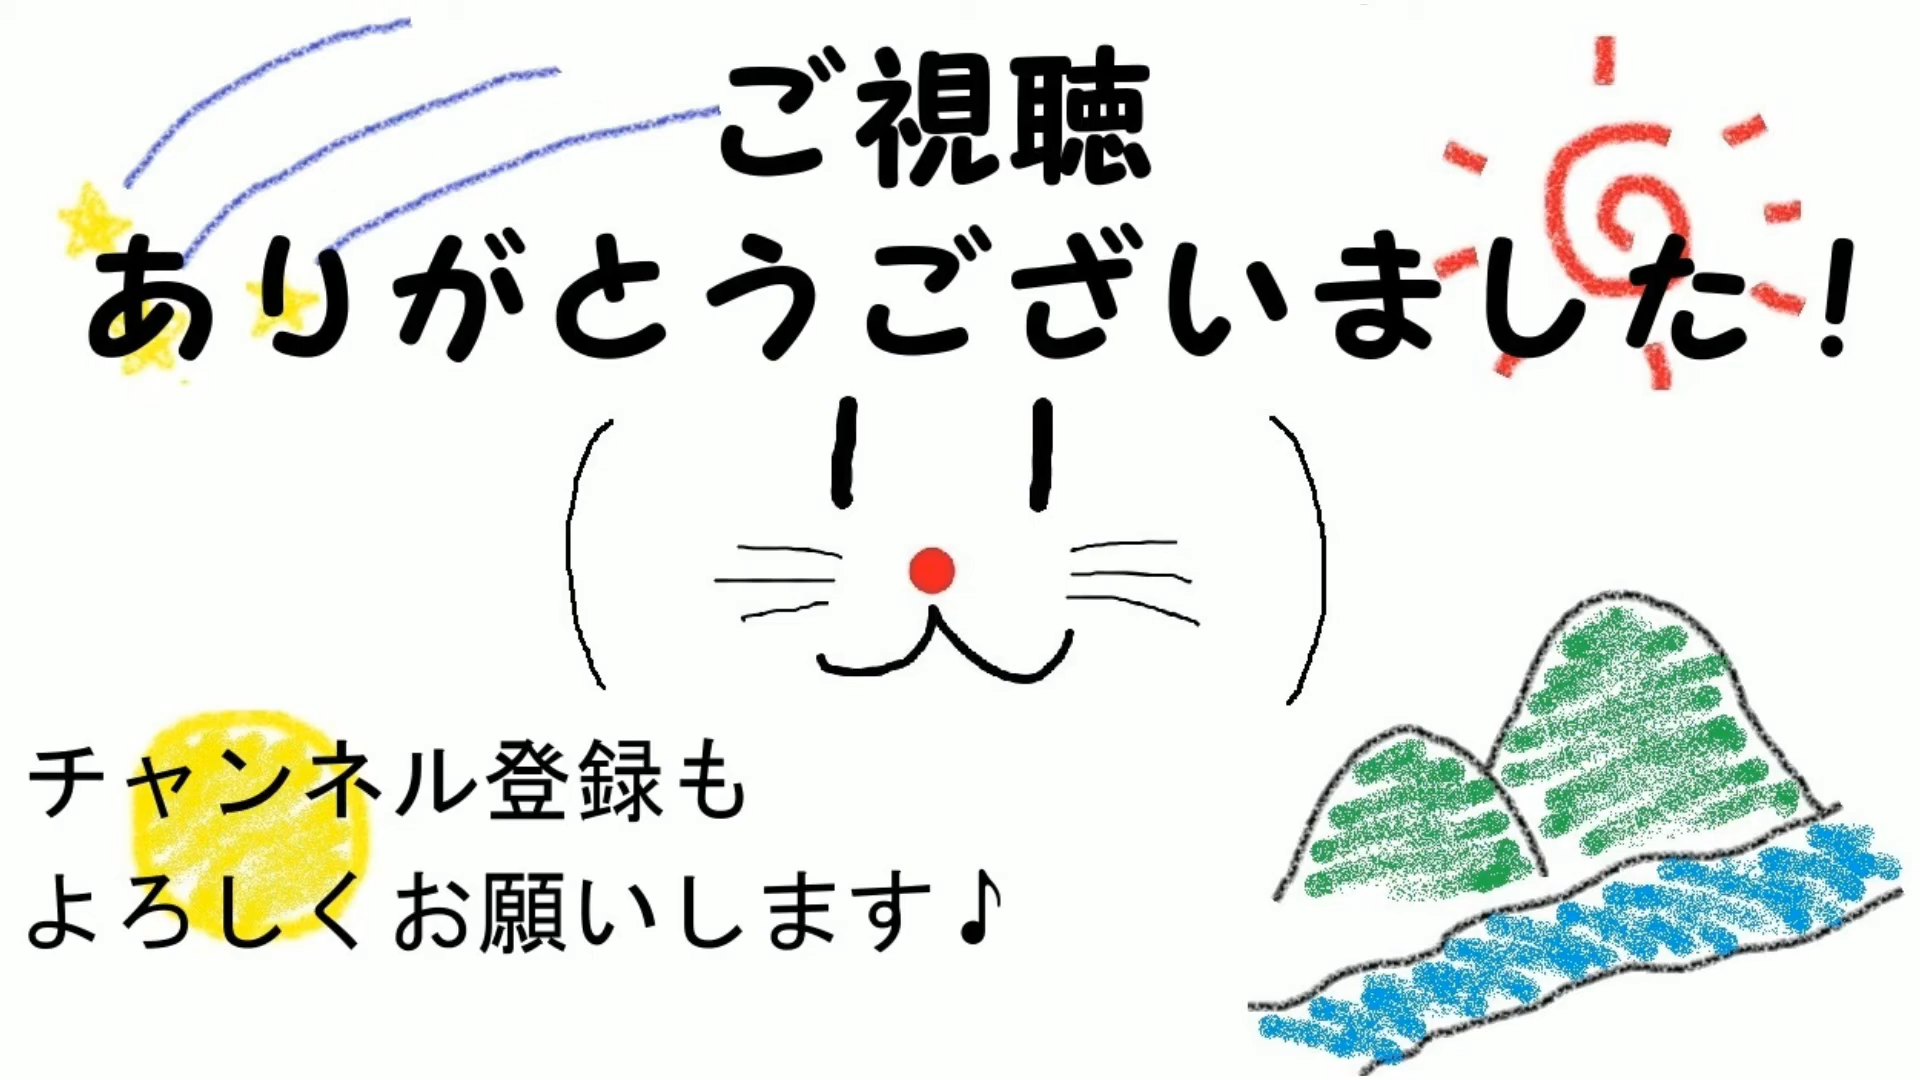 ご視聴
ありがとうございました！
チャンネル登録も
よろしくお願いします♪